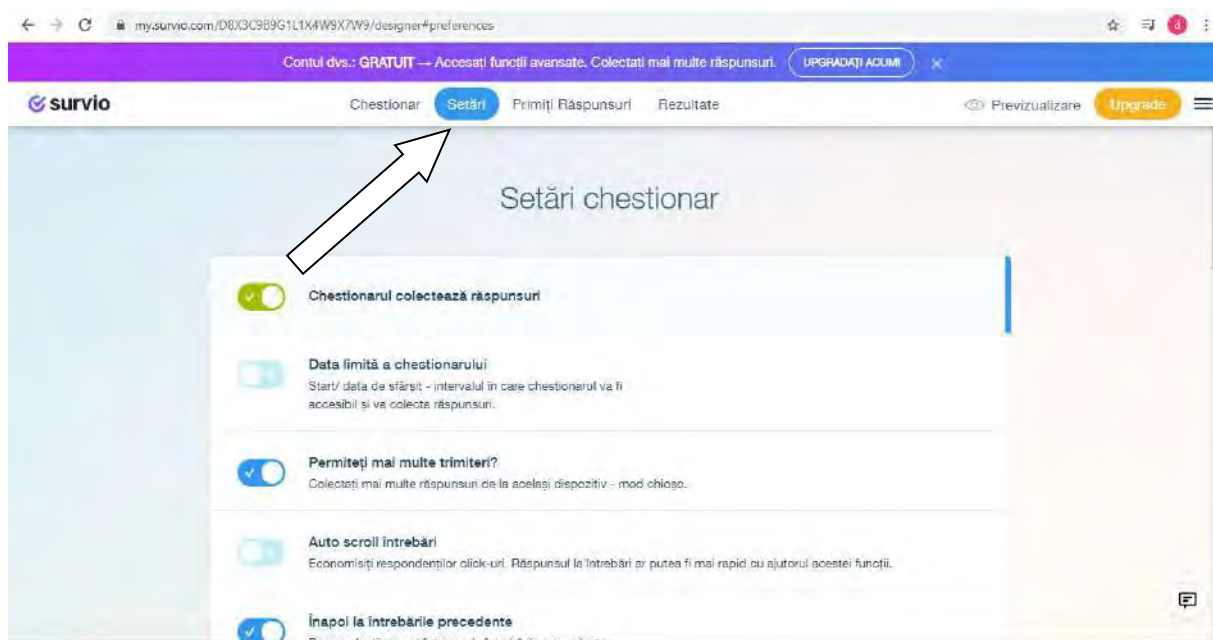 my.survio.com/D8X3C9B9G1L1X4W9X7W9/designer#preferences
d
Contul dvs.: GRATUIT — Accesați funcții avansate. Colectați mai multe răspunsuri. UPGRADAȚI ACUM!
survio Chestionar Setări Primiți Răspunsuri Rezultate Previzualizare Upgrade
Setări chestionar
Chestionarul colectează răspunsuri
Data limită a chestionarului
Start/ data de sfârșit - intervalul în care chestionarul va fi
accesibil și va colecta răspunsuri.
Permiteți mai multe trimiteri?
Colectați mai multe răspunsuri de la același dispozitiv - mod chioșc.
Auto scroll întrebări
Economisiți respondenților click-uri. Răspunsul la întrebări ar putea fi mai rapid cu ajutorul acestei funcții.
Înapoi la întrebările precedente